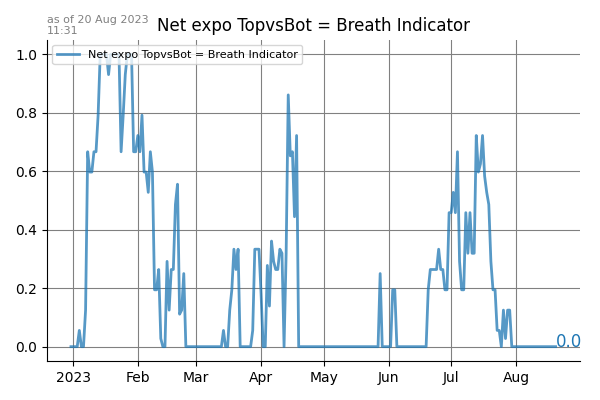 as of 20 Aug 2023
11:31
Net expo TopvsBot = Breath Indicator
Net expo TopvsBot = Breath Indicator
1.0
0.8
0.6
0.4
0.2
0.0
0.0
2023 Feb Mar Apr May Jun Jul Aug